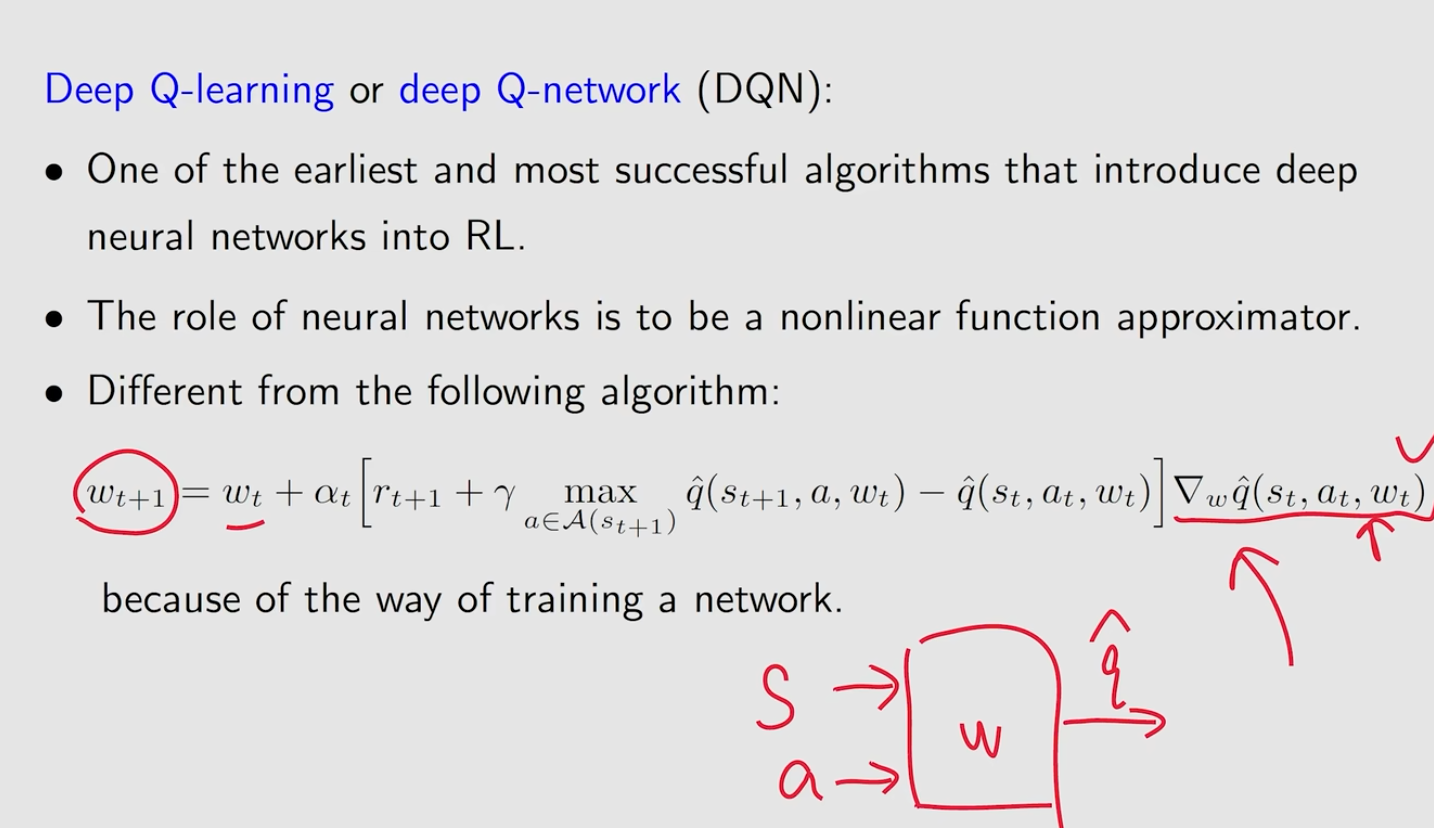 Deep Q-learning or deep Q-network (DQN):
• One of the earliest and most successful algorithms that introduce deep
neural networks into RL.
• The role of neural networks is to be a nonlinear function approximator.
• Different from the following algorithm:
$w_{t+1} = w_t + \alpha_t \left[ r_{t+1} + \gamma \max_{a \in \mathcal{A}(s_{t+1})} \hat{q}(s_{t+1}, a, w_t) - \hat{q}(s_t, a_t, w_t) \right] \nabla_w \hat{q}(s_t, a_t, w_t)$
because of the way of training a network.
$\hat{q}$
S
w
a